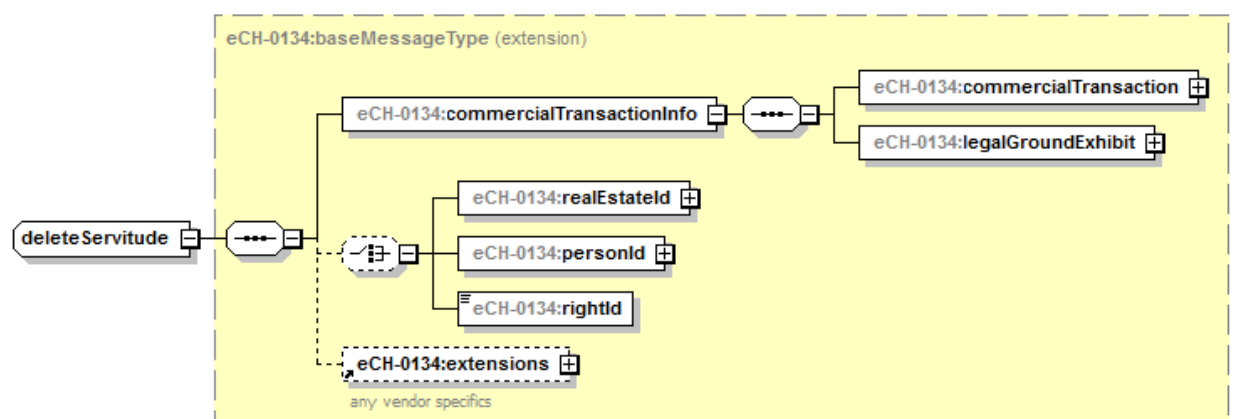 eCH-0134:baseMessageType (extension)
eCH-0134:commercialTransactionInfo
eCH-0134:commercialTransaction
eCH-0134:legalGroundExhibit
deleteServitude
eCH-0134:realEstateId
eCH-0134:personId
eCH-0134:rightId
eCH-0134:extensions
any vendor specifics